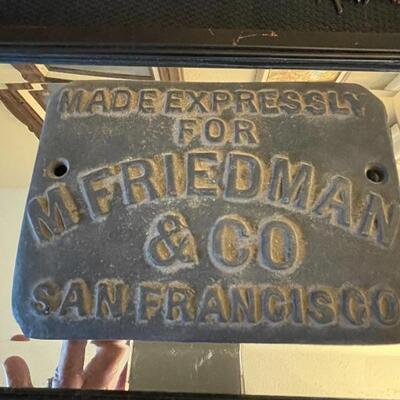 MADE EXPRESSLY
FOR
M. FRIEDMAN
& CO
SAN FRANCISCO